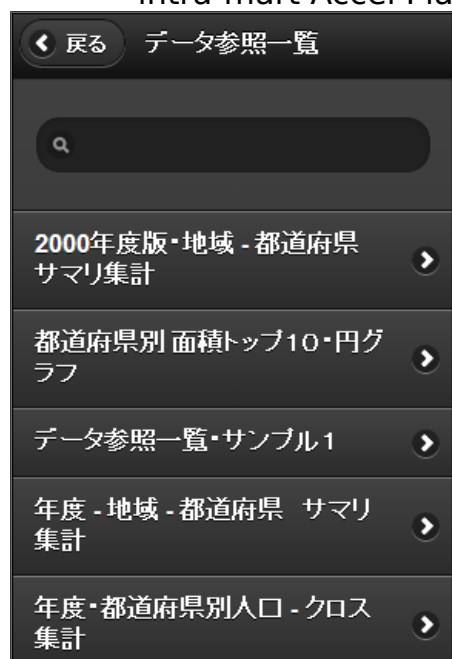 戻る データ参照一覧
2000年度版・地域 - 都道府県
サマリ集計
都道府県別 面積トップ10・円グ
ラフ
データ参照一覧・サンプル1
年度 - 地域 - 都道府県 サマリ
集計
年度・都道府県別人口 - クロス
集計